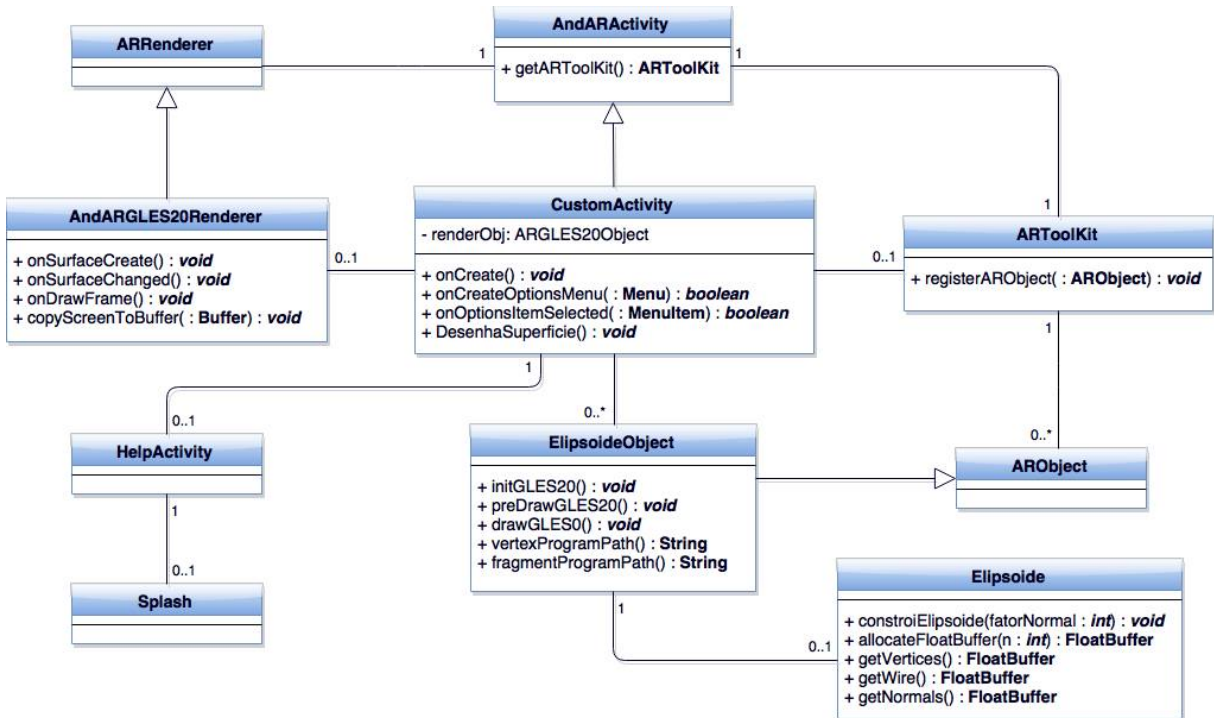 ARRenderer
AndARActivity
+ getARToolKit() : ARToolKit
1
1
AndARGLES20Renderer
+ onSurfaceCreate() : void
+ onSurfaceChanged() : void
+ onDrawFrame() : void
+ copyScreenToBuffer( : Buffer) : void
0..1
CustomActivity
- renderObj: ARGLES20Object
+ onCreate() : void
+ onCreateOptionsMenu( : Menu) : boolean
+ onOptionsItemSelected( : MenuItem) : boolean
+ DesenhaSuperficie() : void
0..1
1
ARToolKit
+ registerARObject( : ARObject) : void
1
1
0..1
0..*
0..*
HelpActivity
1
0..1
Splash
ElipsoideObject
+ initGLES20() : void
+ preDrawGLES20() : void
+ drawGLES0() : void
+ vertexProgramPath() : String
+ fragmentProgramPath() : String
1
ARObject
0..1
Elipsoide
+ constroiElipsoide(fatorNormal : int) : void
+ allocateFloatBuffer(n : int) : FloatBuffer
+ getVertices() : FloatBuffer
+ getWire() : FloatBuffer
+ getNormals() : FloatBuffer